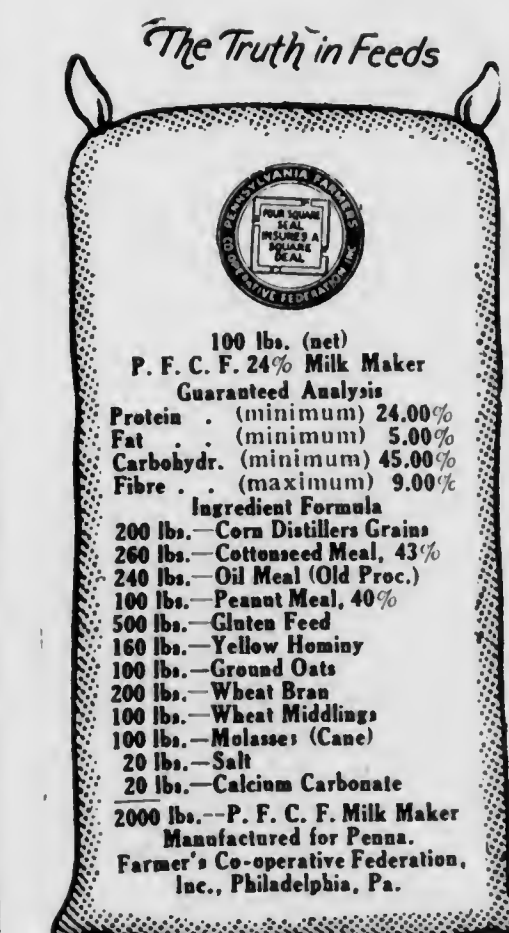 "The Truth" in Feeds
PENNSYLVANIA FARMERS
CO OPERATIVE FEDERATION INC
FOUR SQUARE
SEAL
INSURES A
SQUARE
DEAL
100 lbs. (net)
P. F. C. F. 24% Milk Maker
Guaranteed Analysis
Protein . (minimum) 24.00%
Fat . . (minimum) 5.00%
Carbohydr. (minimum) 45.00%
Fibre . . (maximum) 9.00%
Ingredient Formula
200 lbs.—Corn Distillers Grains
260 lbs.—Cottonseed Meal, 43%
240 lbs.—Oil Meal (Old Proc.)
100 lbs.—Peanut Meal, 40%
500 lbs.—Gluten Feed
160 lbs.—Yellow Hominy
100 lbs.—Ground Oats
200 lbs.—Wheat Bran
100 lbs.—Wheat Middlings
100 lbs.—Molasses (Cane)
20 lbs.—Salt
20 lbs.—Calcium Carbonate
2000 lbs.--P. F. C. F. Milk Maker
Manufactured for Penna.
Farmer's Co-operative Federation,
Inc., Philadelphia, Pa.